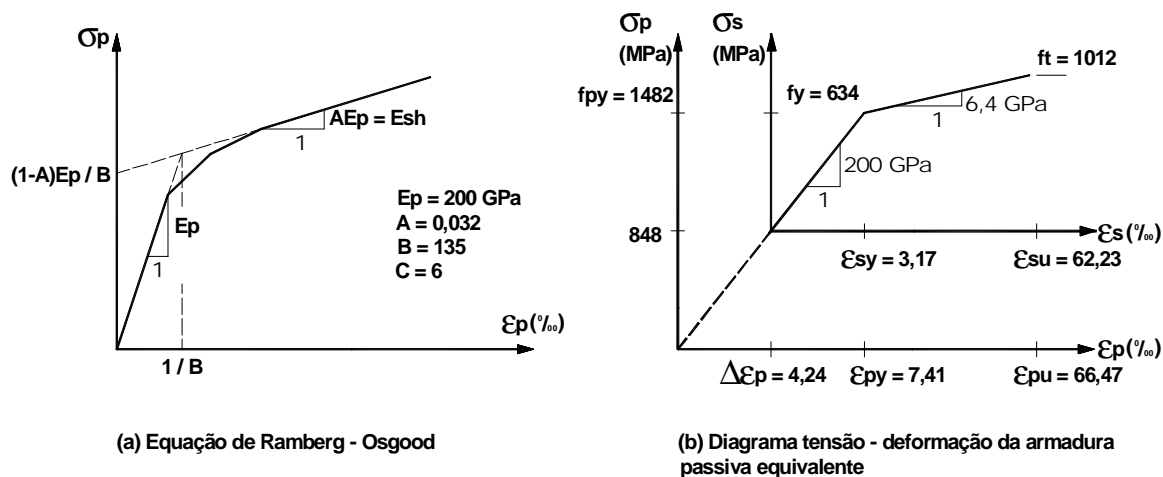 σp
AEp = Esh
1
(1-A)Ep / B
Ep = 200 GPa
A = 0,032
B = 135
C = 6
Ep
1
εp(°/₀₀)
1 / B
(a) Equação de Ramberg - Osgood
σp
(MPa)
σs
(MPa)
ft = 1012
fpy = 1482
fy = 634
6,4 GPa
1
200 GPa
1
848
εs(°/₀₀)
εsy = 3,17
εsu = 62,23
εp(°/₀₀)
Δεp = 4,24
εpy = 7,41
εpu = 66,47
(b) Diagrama tensão - deformação da armadura
passiva equivalente